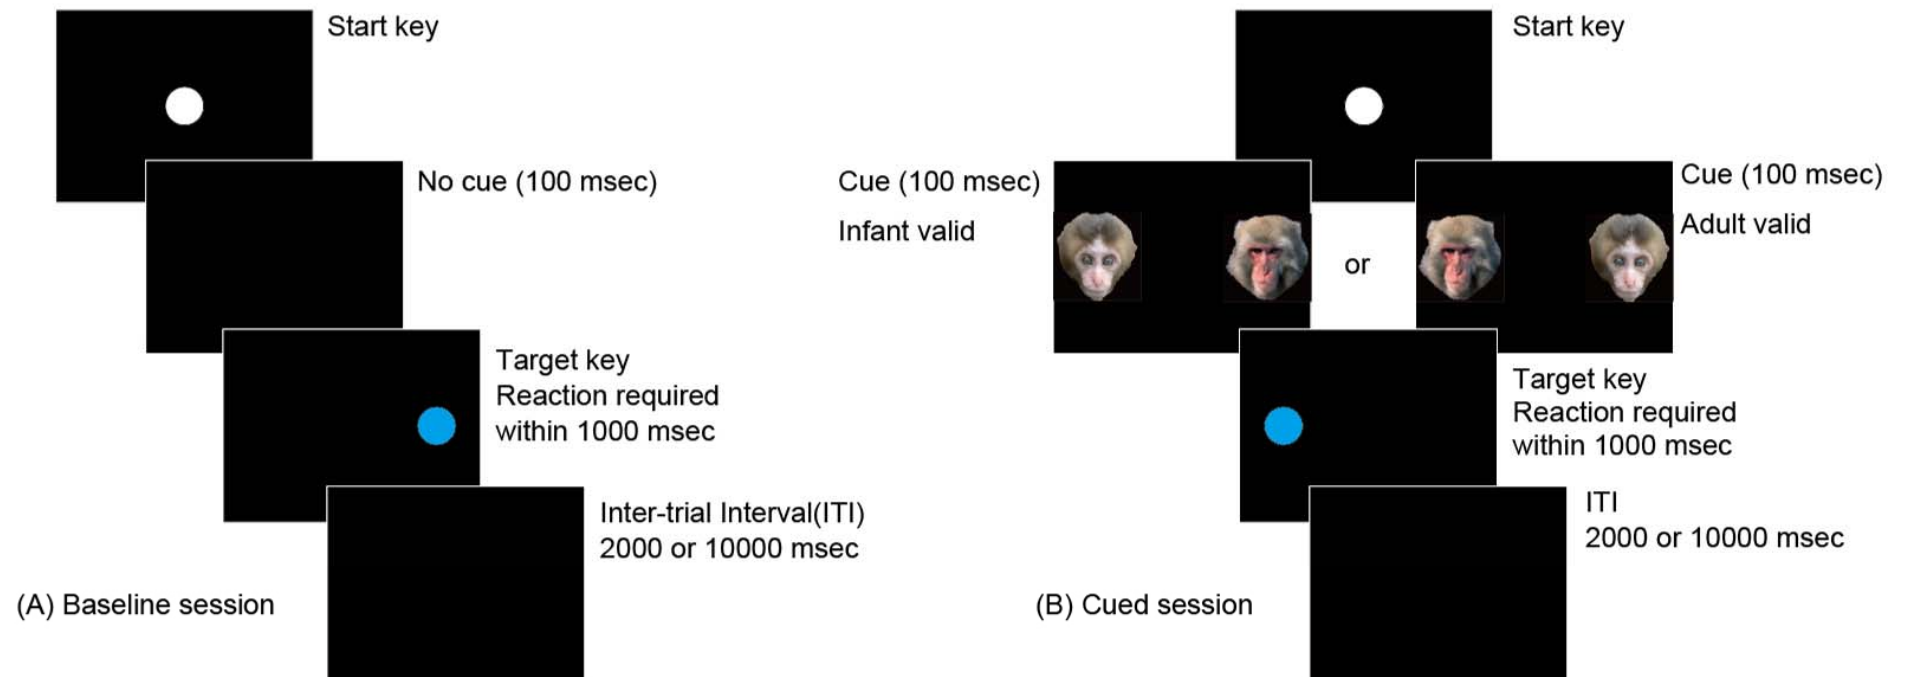 Start key
No cue (100 msec)
Target key
Reaction required
within 1000 msec
Inter-trial Interval(ITI)
2000 or 10000 msec
(A) Baseline session
Start key
Cue (100 msec)
Infant valid
or
Cue (100 msec)
Adult valid
Target key
Reaction required
within 1000 msec
ITI
2000 or 10000 msec
(B) Cued session